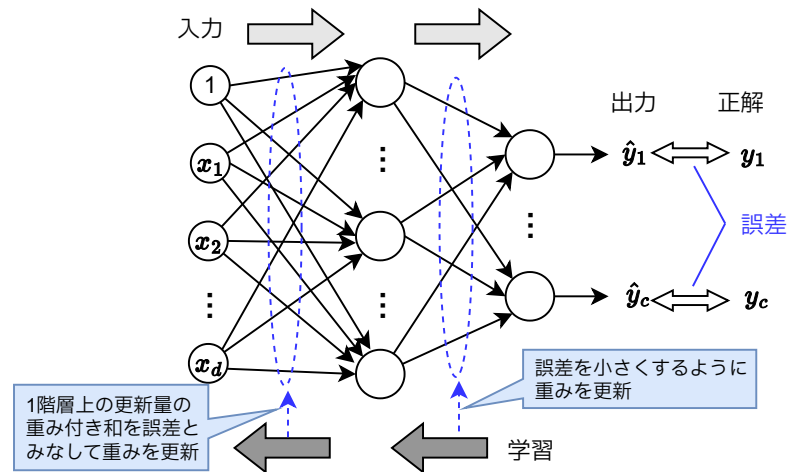 入力
1
x₁
x₂
⋮
x_d
⋮
⋮
⋮
出力 正解
ŷ₁ y₁
誤差
ŷ_c y_c
誤差を小さくするように
重みを更新
1階層上の更新量の
重み付き和を誤差と
みなして重みを更新
学習